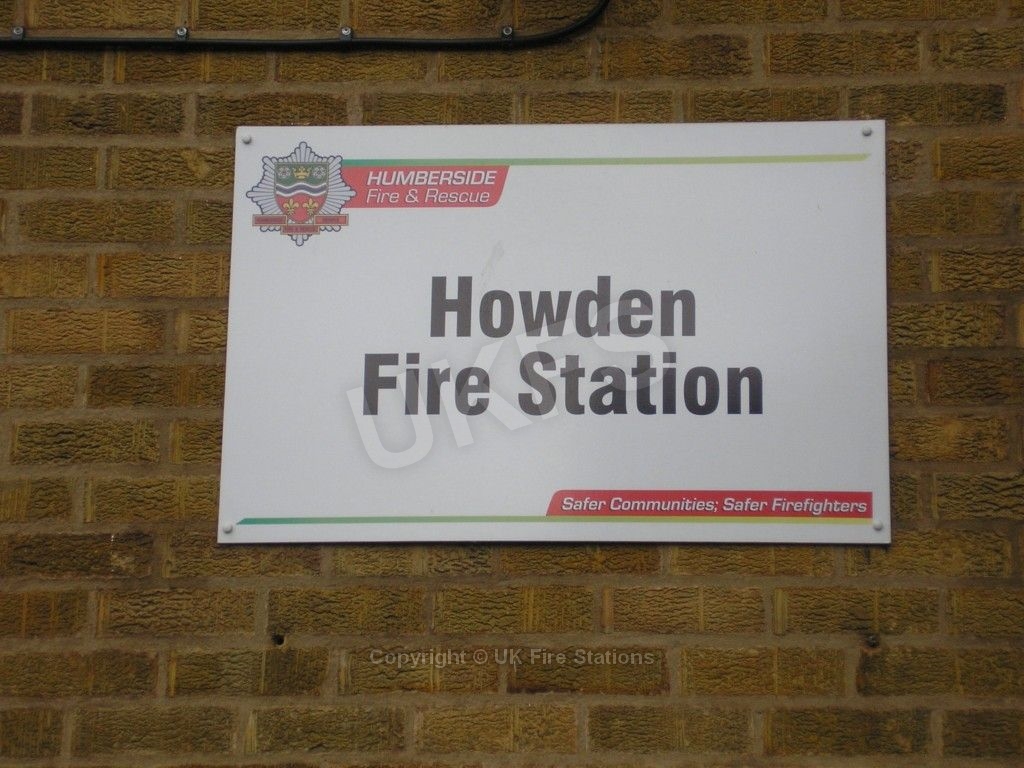 HUMBERSIDE
Fire & Rescue
Howden
Fire Station
UKFS
Safer Communities; Safer Firefighters
Copyright © UK Fire Stations